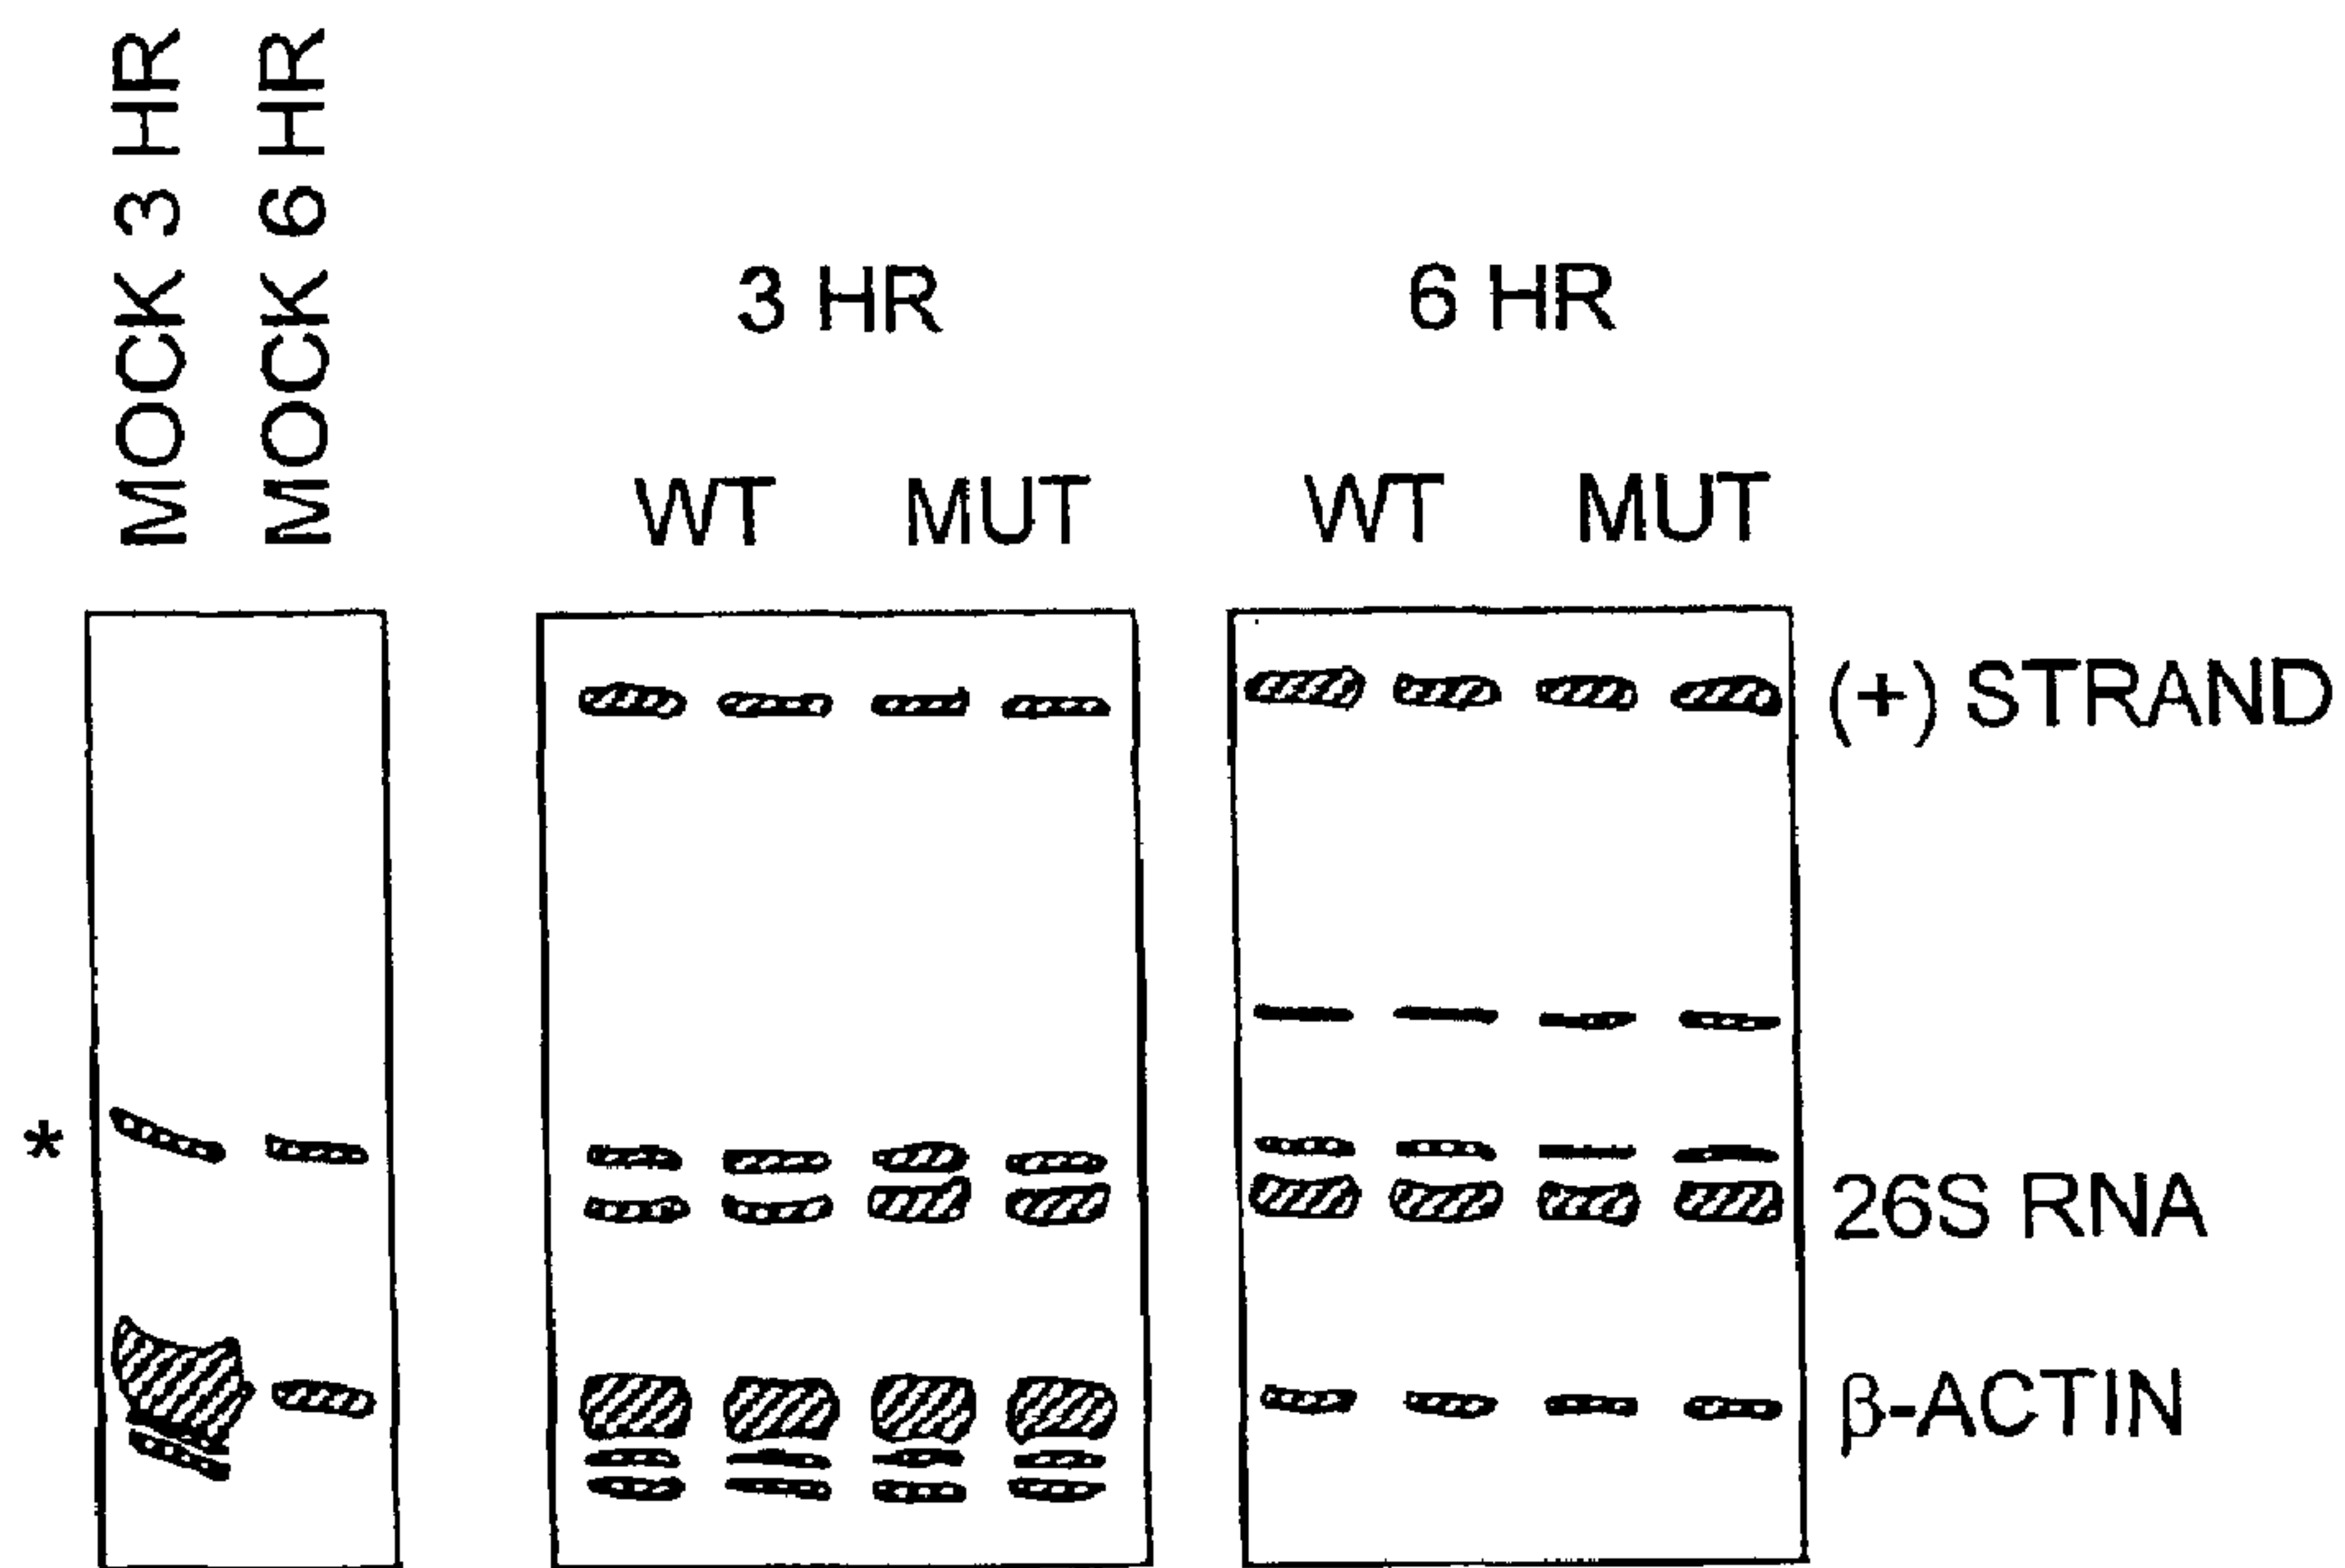 MOCK 3 HR
MOCK 6 HR
3 HR
6 HR
WT MUT
WT MUT
(+) STRAND
*
26S RNA
β-ACTIN